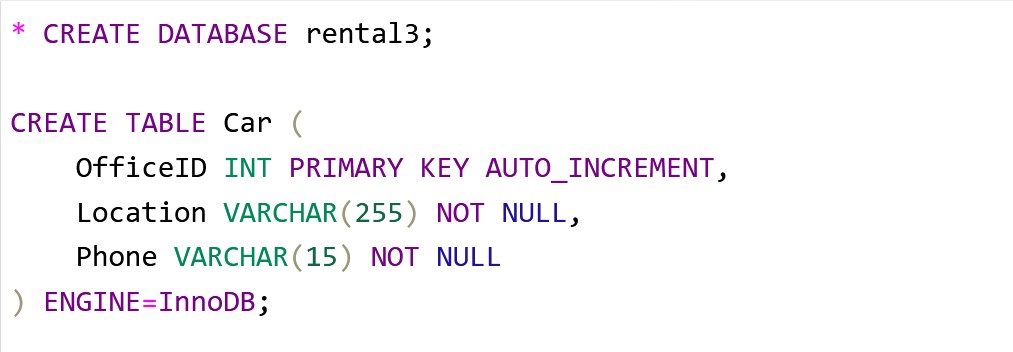 * CREATE DATABASE rental3;
CREATE TABLE Car (
OfficeID INT PRIMARY KEY AUTO_INCREMENT,
Location VARCHAR(255) NOT NULL,
Phone VARCHAR(15) NOT NULL
) ENGINE=InnoDB;